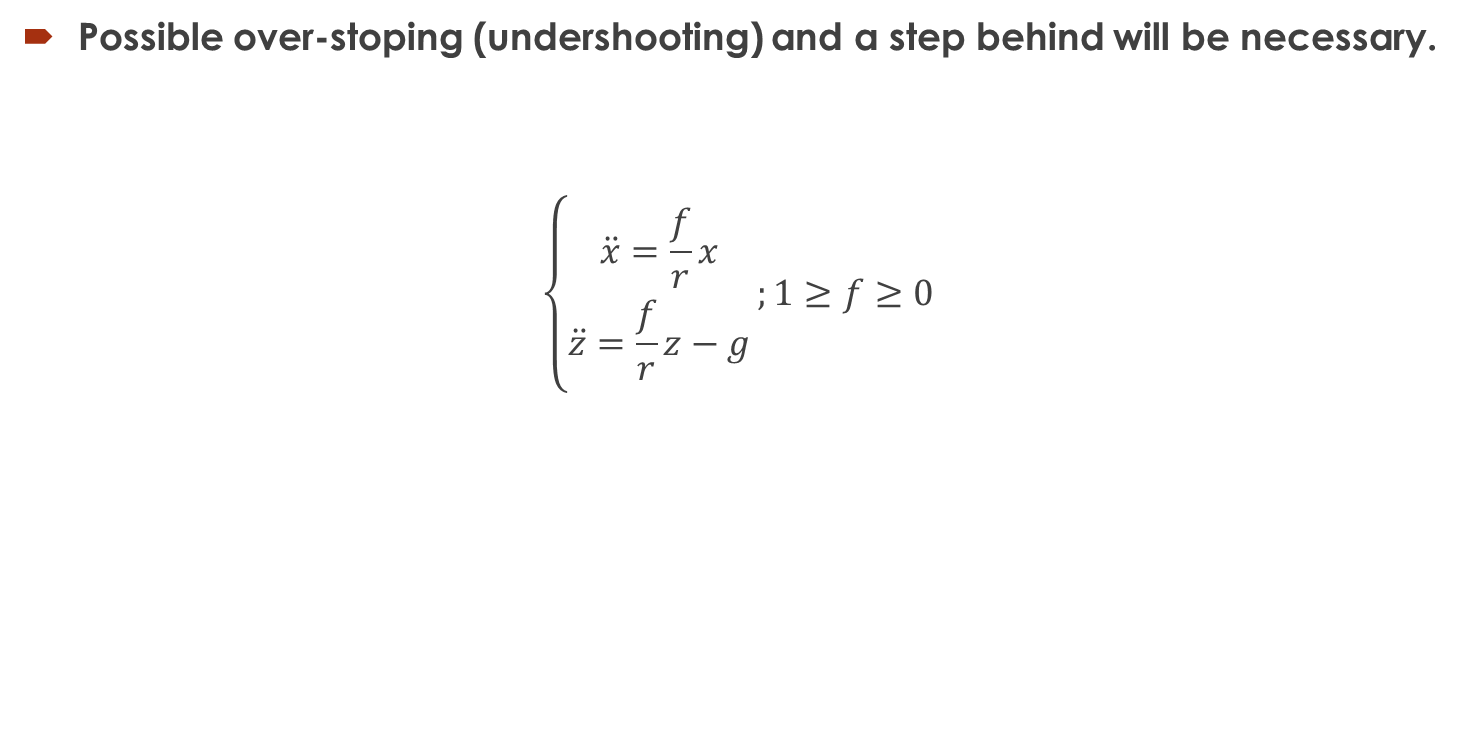 Possible over-stoping (undershooting) and a step behind will be necessary.
ẍ = f/r x
z̈ = f/r z − g
; 1 ≥ f ≥ 0